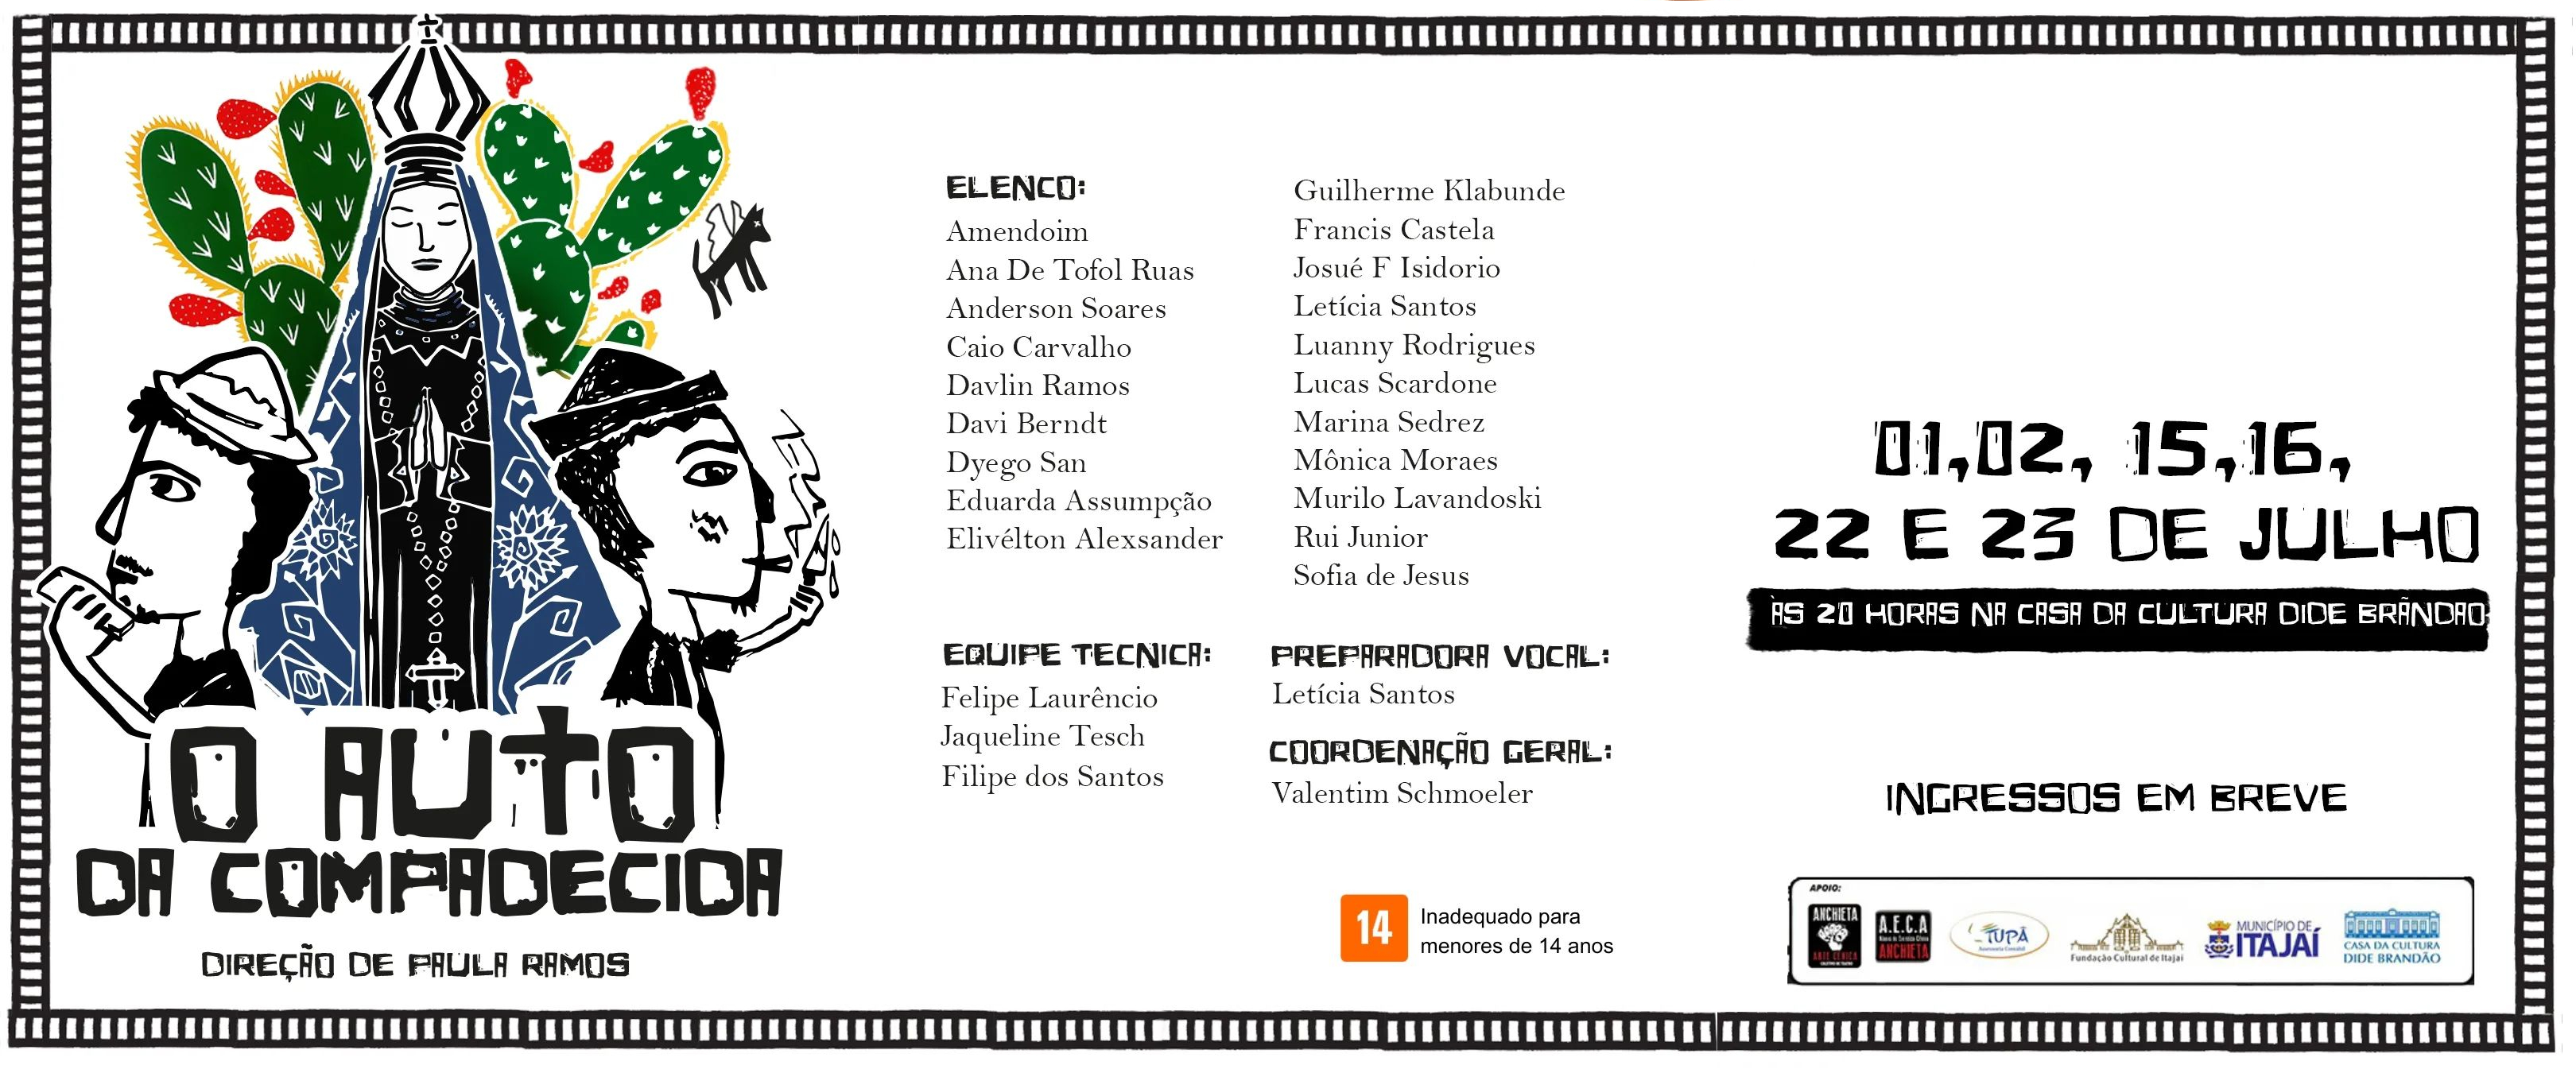 O AUTO
DA COMPADECIDA
DIREÇÃO DE PAULA RAMOS
ELENCO:
Amendoim
Ana De Tofol Ruas
Anderson Soares
Caio Carvalho
Davlin Ramos
Davi Berndt
Dyego San
Eduarda Assumpção
Elivélton Alexsander
Guilherme Klabunde
Francis Castela
Josué F Isidorio
Letícia Santos
Luanny Rodrigues
Lucas Scardone
Marina Sedrez
Mônica Moraes
Murilo Lavandoski
Rui Junior
Sofia de Jesus
EQUIPE TECNICA:
Felipe Laurêncio
Jaqueline Tesch
Filipe dos Santos
PREPARADORA VOCAL:
Letícia Santos
COORDENAÇÃO GERAL:
Valentim Schmoeler
14
Inadequado para
menores de 14 anos
01,02, 15,16,
22 E 23 DE JULHO
ÀS 20 HORAS NA CASA DA CULTURA DIDE BRÃNDAO
INGRESSOS EM BREVE
APOIO:
ANCHIETA
ARTE CÊNICA
A.E.C.A
ANCHIETA
TUPÃ
Fundação Cultural de Itajaí
MUNICÍPIO DE
ITAJAÍ
CASA DA CULTURA
DIDE BRANDÃO